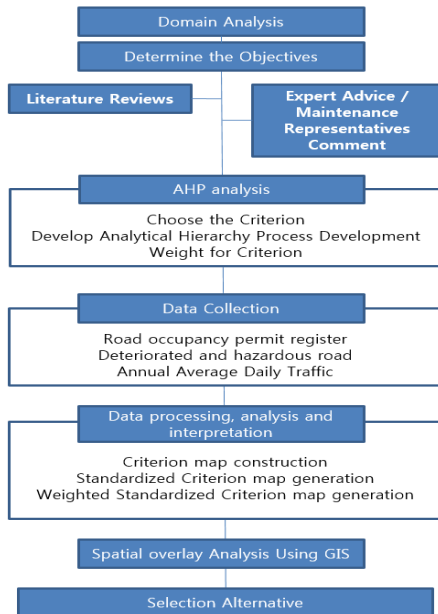 Domain Analysis
Determine the Objectives
Literature Reviews
Expert Advice /
Maintenance
Representatives
Comment
AHP analysis
Choose the Criterion
Develop Analytical Hierarchy Process Development
Weight for Criterion
Data Collection
Road occupancy permit register
Deteriorated and hazardous road
Annual Average Daily Traffic
Data processing, analysis and
interpretation
Criterion map construction
Standardized Criterion map generation
Weighted Standardized Criterion map generation
Spatial overlay Analysis Using GIS
Selection Alternative